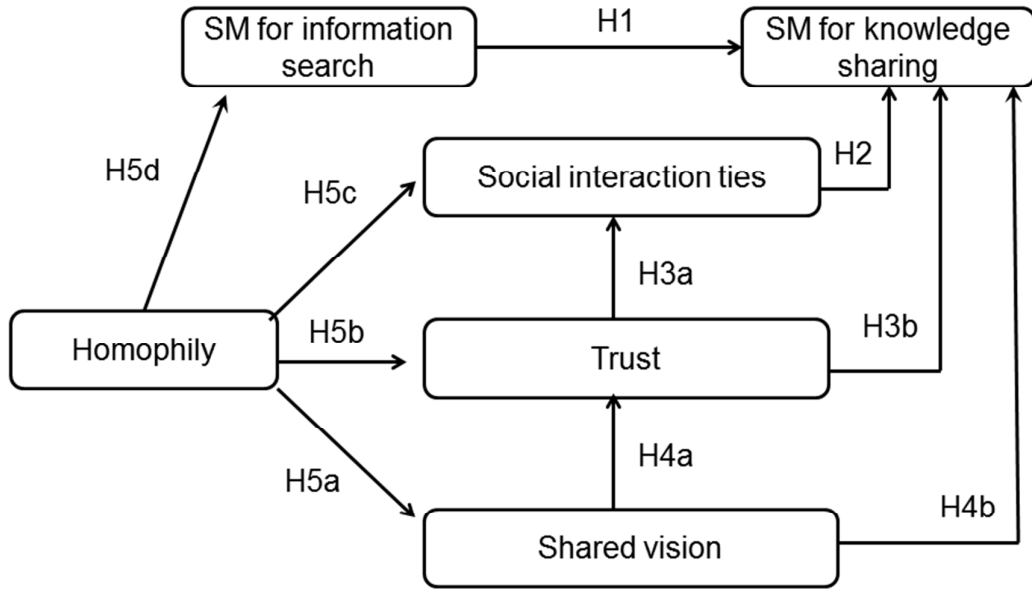 SM for information
search
H1
SM for knowledge
sharing
H5d
H5c
Social interaction ties
H2
H3a
Homophily
H5b
Trust
H3b
H5a
H4a
Shared vision
H4b